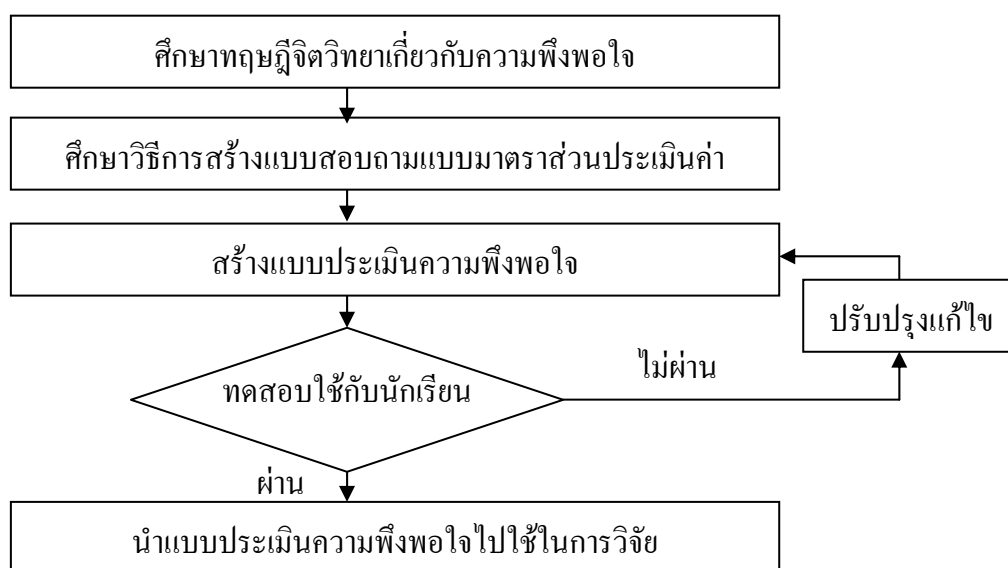 ศึกษาทฤษฎีจิตวิทยาเกี่ยวกับความพึงพอใจ
ศึกษาวิธีการสร้างแบบสอบถามแบบมาตราส่วนประเมินค่า
สร้างแบบประเมินความพึงพอใจ
ปรับปรุงแก้ไข
ไม่ผ่าน
ทดสอบใช้กับนักเรียน
ผ่าน
นำแบบประเมินความพึงพอใจไปใช้ในการวิจัย